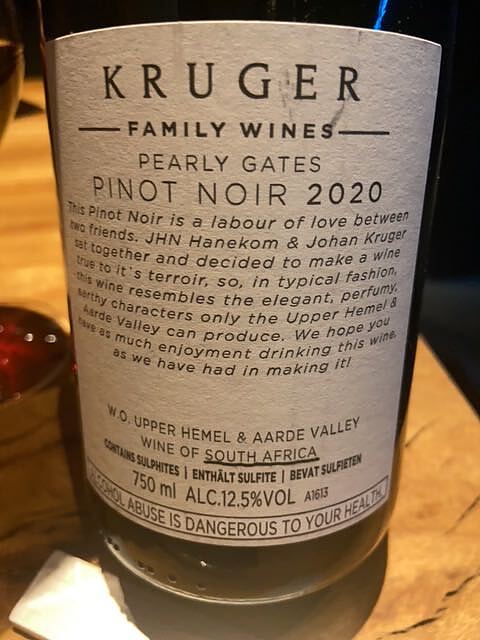 KRUGER
FAMILY WINES
PEARLY GATES
PINOT NOIR 2020
This Pinot Noir is a labour of love between
two friends. JHN Hanekom & Johan Kruger
sat together and decided to make a wine
true to it's terroir, so, in typical fashion,
this wine resembles the elegant, perfumy,
earthy characters only the Upper Hemel &
Aarde Valley can produce. We hope you
have as much enjoyment drinking this wine,
as we have had in making it!
W.O. UPPER HEMEL & AARDE VALLEY
WINE OF SOUTH AFRICA
CONTAINS SULPHITES | ENTHÄLT SULFITE | BEVAT SULFIETEN
750 ml ALC.12.5%VOL A1613
ALCOHOL ABUSE IS DANGEROUS TO YOUR HEALTH.